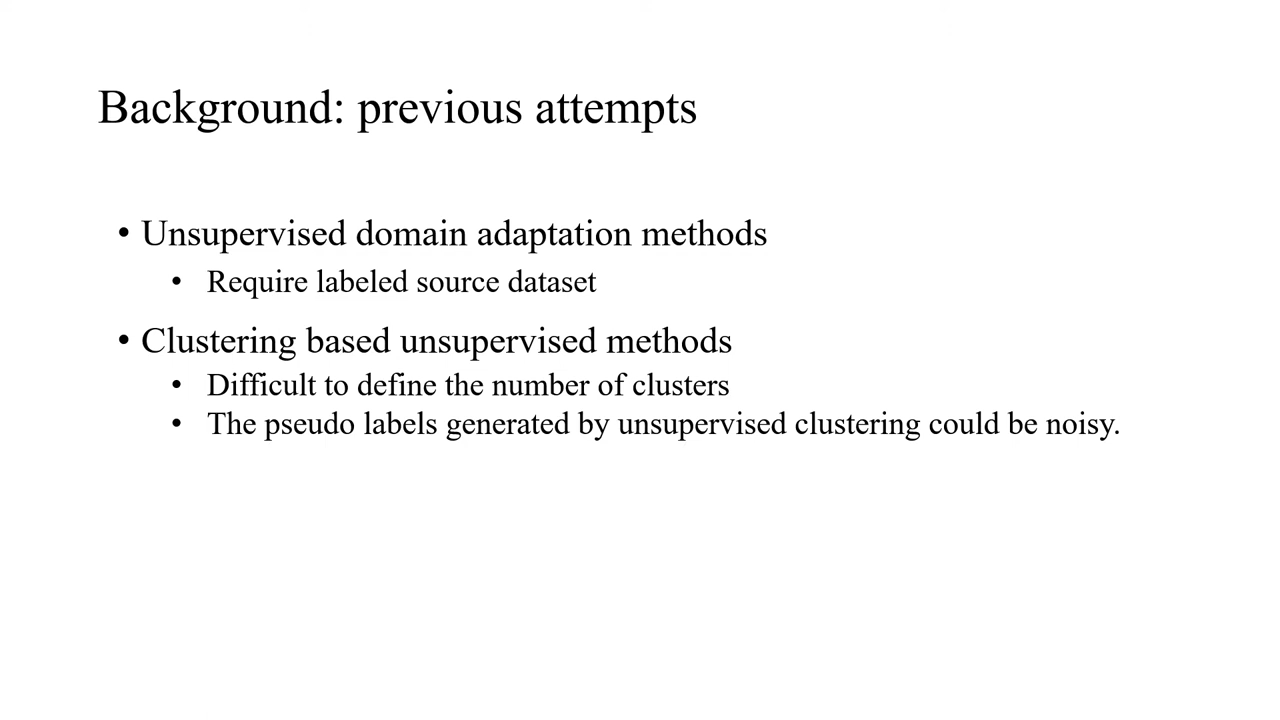 Background: previous attempts
• Unsupervised domain adaptation methods
• Require labeled source dataset
• Clustering based unsupervised methods
• Difficult to define the number of clusters
• The pseudo labels generated by unsupervised clustering could be noisy.